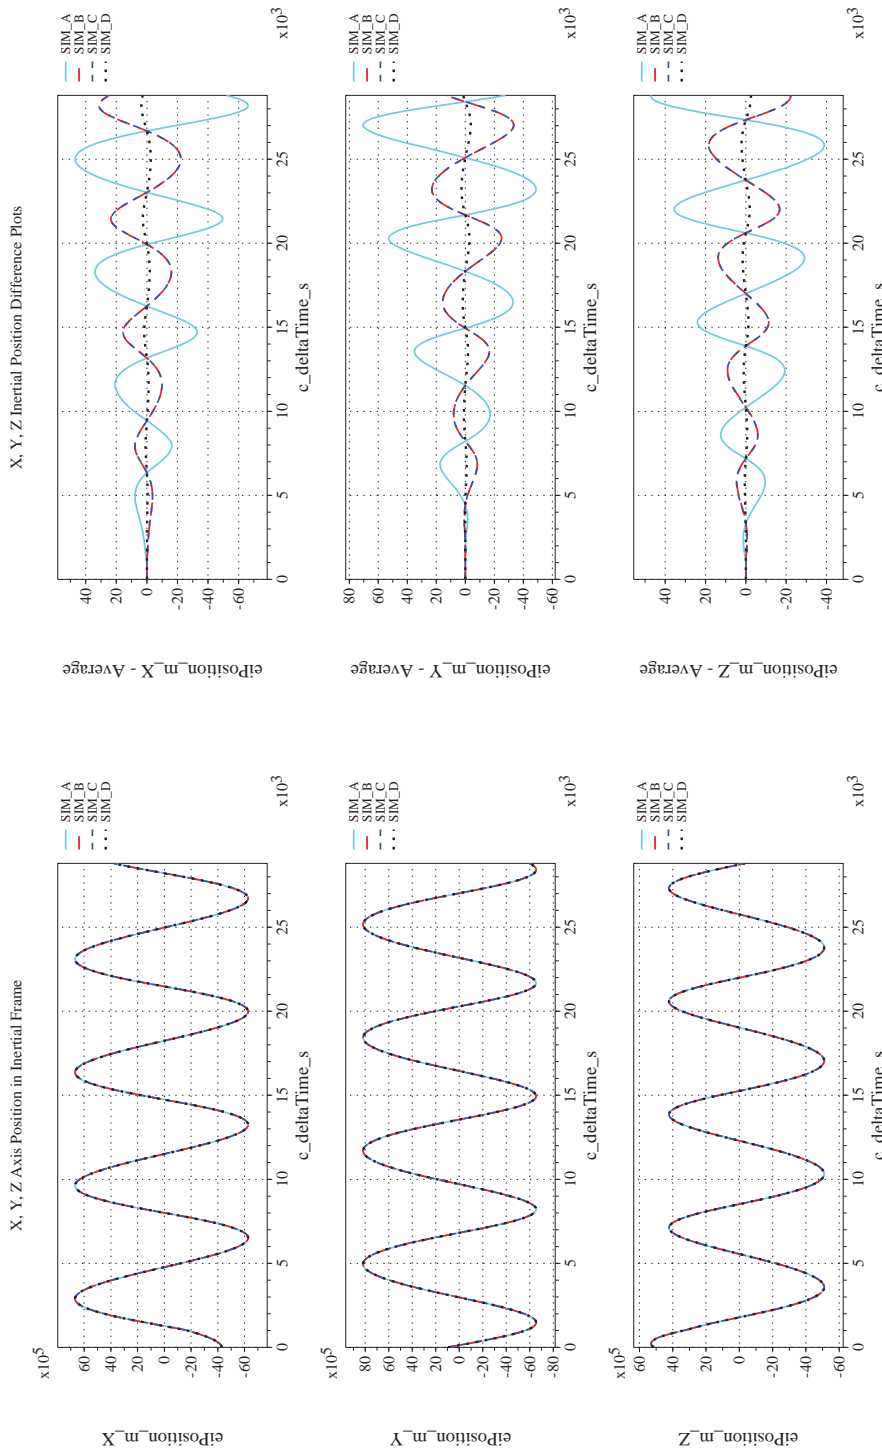 X, Y, Z Axis Position in Inertial Frame
x10^5
eiPosition_m_X
60
40
20
0
-20
-40
-60
0 5 10 15 20 25
x10^3
c_deltaTime_s
SIM_A
SIM_B
SIM_C
SIM_D
x10^5
eiPosition_m_Y
80
60
40
20
0
-20
-40
-60
-80
0 5 10 15 20 25
x10^3
c_deltaTime_s
SIM_A
SIM_B
SIM_C
SIM_D
x10^5
eiPosition_m_Z
60
40
20
0
-20
-40
-60
0 5 10 15 20 25
x10^3
c_deltaTime_s
SIM_A
SIM_B
SIM_C
SIM_D
X, Y, Z Inertial Position Difference Plots
eiPosition_m_X - Average
40
20
0
-20
-40
-60
0 5 10 15 20 25
x10^3
c_deltaTime_s
SIM_A
SIM_B
SIM_C
SIM_D
eiPosition_m_Y - Average
80
60
40
20
0
-20
-40
-60
0 5 10 15 20 25
x10^3
c_deltaTime_s
SIM_A
SIM_B
SIM_C
SIM_D
eiPosition_m_Z - Average
40
20
0
-20
-40
0 5 10 15 20 25
x10^3
c_deltaTime_s
SIM_A
SIM_B
SIM_C
SIM_D